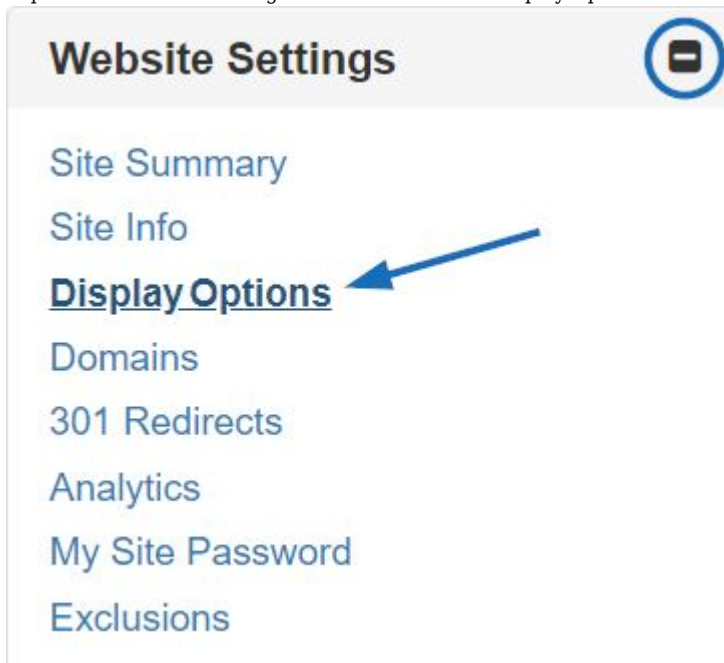 Website Settings
Site Summary
Site Info
Display Options
Domains
301 Redirects
Analytics
My Site Password
Exclusions